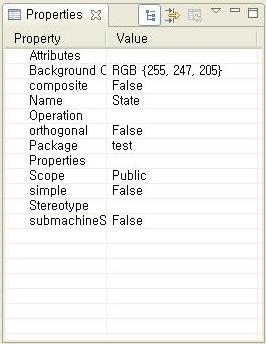 Properties
Property Value
Attributes
Background C RGB {255, 247, 205}
composite False
Name State
Operation
orthogonal False
Package test
Properties
Scope Public
simple False
Stereotype
submachineS False